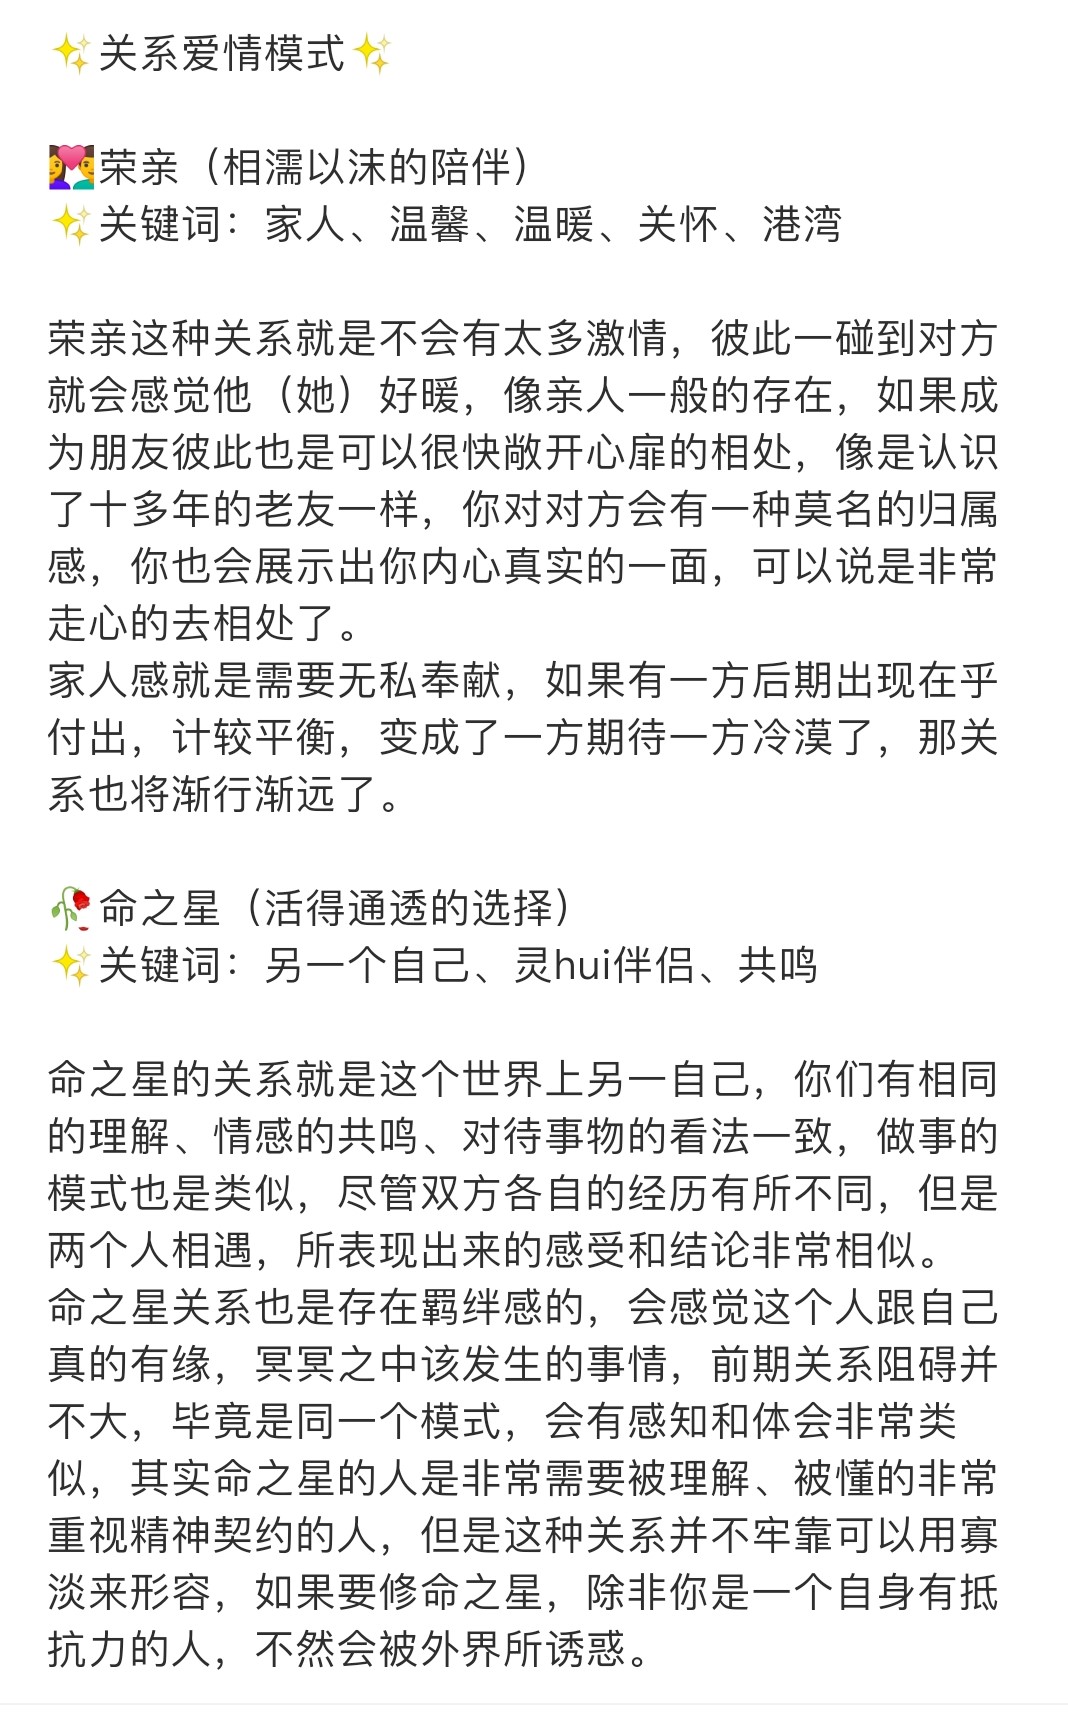 ✨关系爱情模式✨
👩‍❤️‍👨荣亲（相濡以沫的陪伴）
✨关键词：家人、温馨、温暖、关怀、港湾
荣亲这种关系就是不会有太多激情，彼此一碰到对方
就会感觉他（她）好暖，像亲人一般的存在，如果成
为朋友彼此也是可以很快敞开心扉的相处，像是认识
了十多年的老友一样，你对对方会有一种莫名的归属
感，你也会展示出你内心真实的一面，可以说是非常
走心的去相处了。
家人感就是需要无私奉献，如果有一方后期出现在乎
付出，计较平衡，变成了一方期待一方冷漠了，那关
系也将渐行渐远了。
🥀命之星（活得通透的选择）
✨关键词：另一个自己、灵hui伴侣、共鸣
命之星的关系就是这个世界上另一自己，你们有相同
的理解、情感的共鸣、对待事物的看法一致，做事的
模式也是类似，尽管双方各自的经历有所不同，但是
两个人相遇，所表现出来的感受和结论非常相似。
命之星关系也是存在羁绊感的，会感觉这个人跟自己
真的有缘，冥冥之中该发生的事情，前期关系阻碍并
不大，毕竟是同一个模式，会有感知和体会非常类
似，其实命之星的人是非常需要被理解、被懂的非常
重视精神契约的人，但是这种关系并不牢靠可以用寡
淡来形容，如果要修命之星，除非你是一个自身有抵
抗力的人，不然会被外界所诱惑。